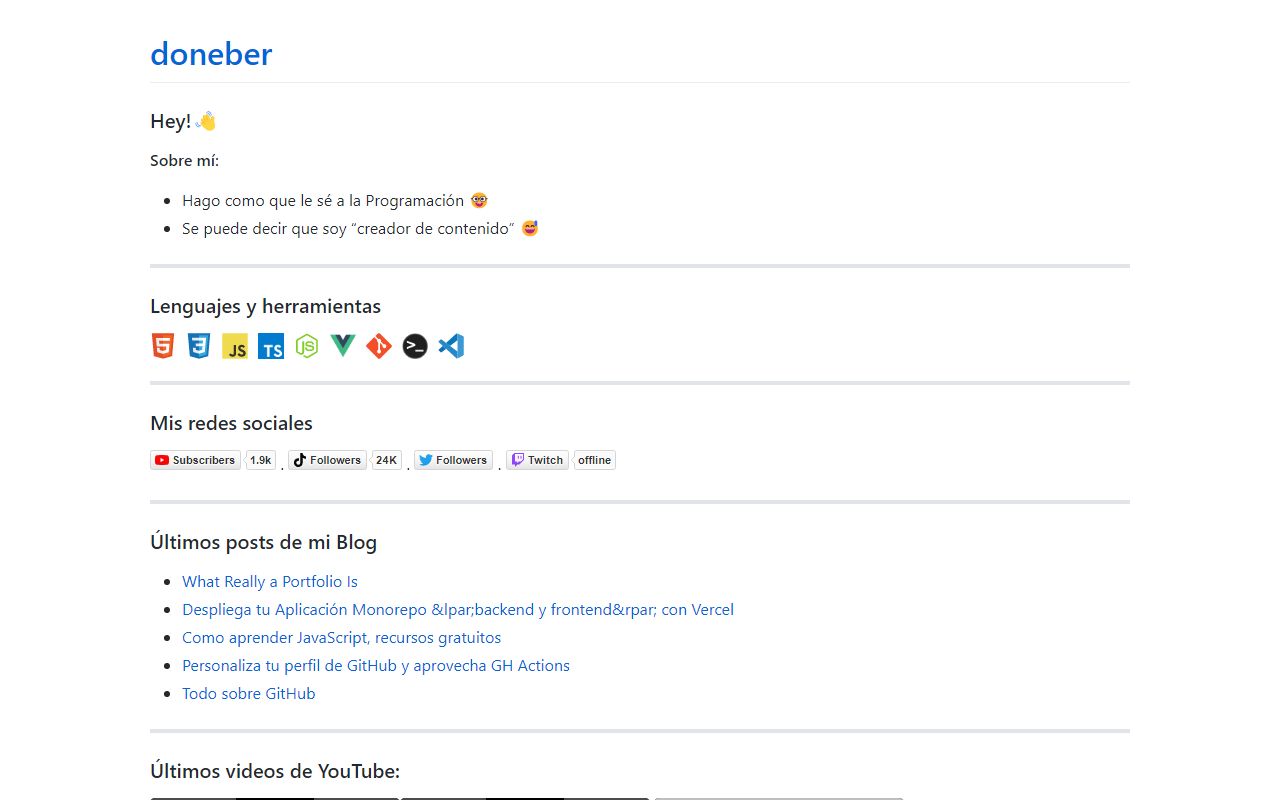 doneber
Hey! 👋
Sobre mí:
Hago como que le sé a la Programación 🤓
Se puede decir que soy “creador de contenido” 😅
Lenguajes y herramientas
5 3 JS TS JS >_
Mis redes sociales
Subscribers 1.9k . Followers 24K . Followers . Twitch offline
Últimos posts de mi Blog
What Really a Portfolio Is
Despliega tu Aplicación Monorepo &lpar;backend y frontend&rpar; con Vercel
Como aprender JavaScript, recursos gratuitos
Personaliza tu perfil de GitHub y aprovecha GH Actions
Todo sobre GitHub
Últimos videos de YouTube: